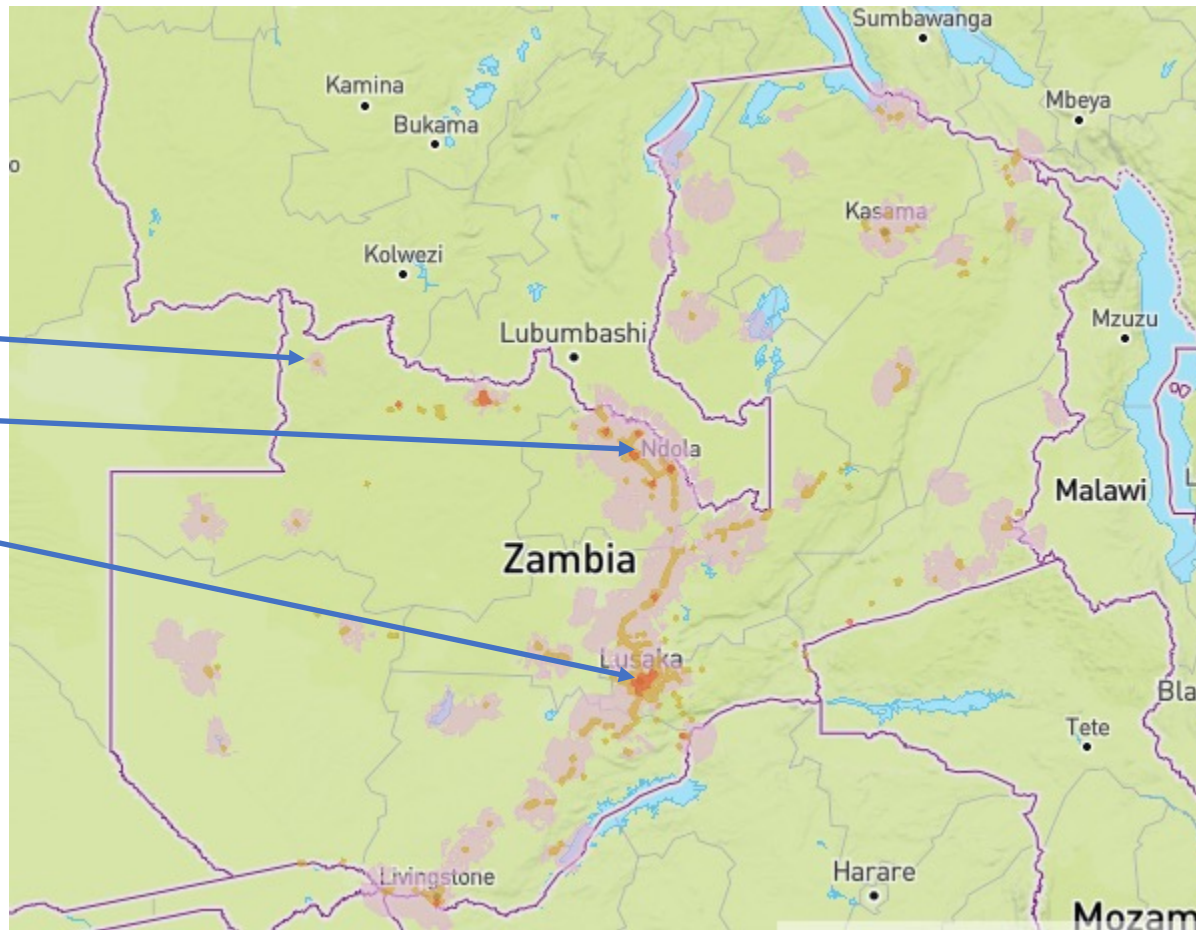 Sumbawanga
Kamina
Mbeya
Bukama
o
Kasama
Kolwezi
Mzuzu
Lubumbashi
Ndola
Malawi
L
Zambia
Lusaka
Bla
Tete
Livingstone
Harare
Mozam